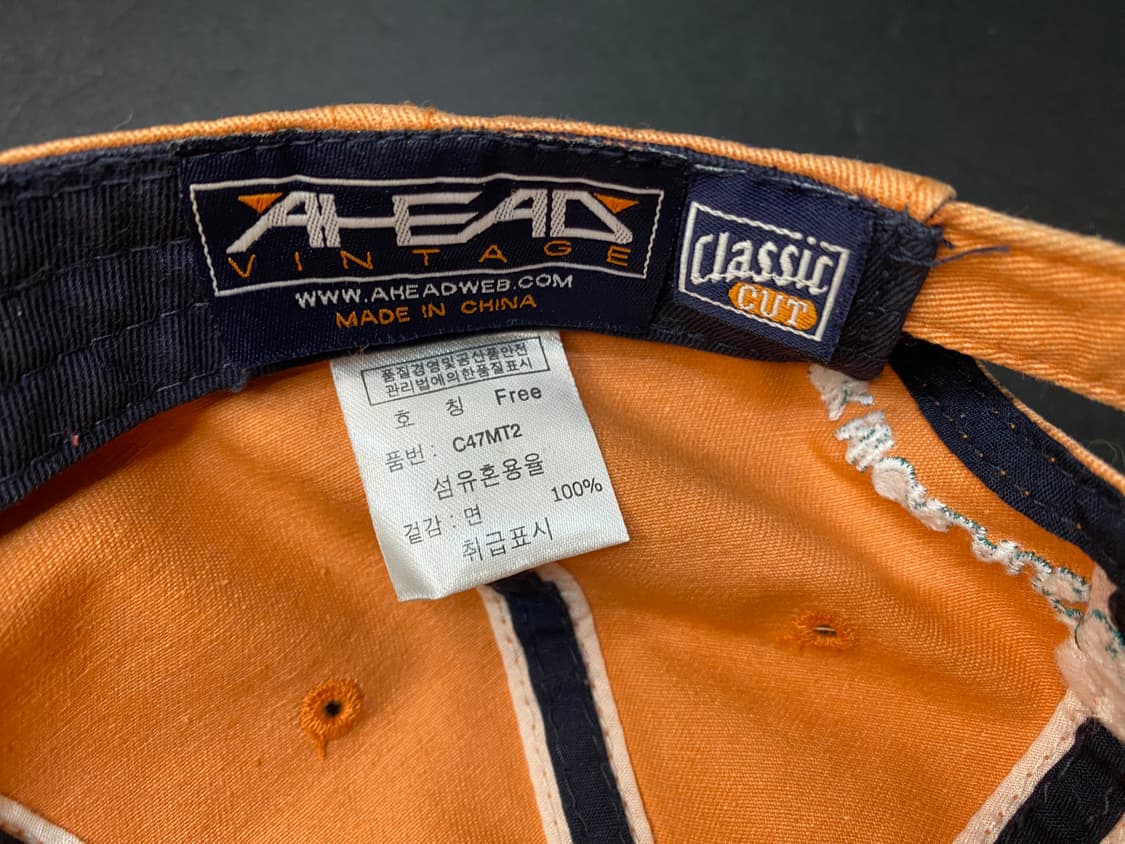 AHEAD
VINTAGE
WWW.AHEADWEB.COM
MADE IN CHINA
Classic
CUT
품질경영및공산품안전
관리법에의한품질표시
호 칭 Free
품번 : C47MT2
섬유혼용율
겉감 : 면 100%
취급표시